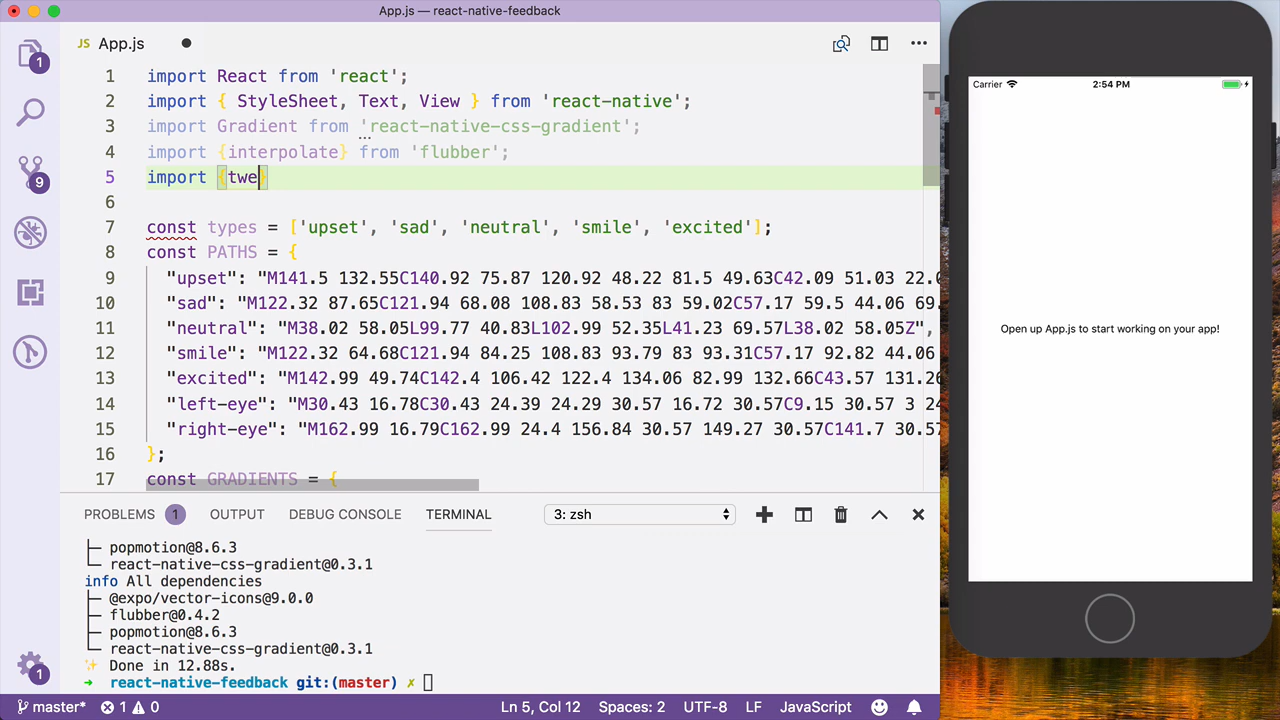 App.js — react-native-feedback
JS App.js
1 import React from 'react';
2 import { StyleSheet, Text, View } from 'react-native';
3 import Gradient from 'react-native-css-gradient';
4 import {interpolate} from 'flubber';
5 import {twe}
6
7 const types = ['upset', 'sad', 'neutral', 'smile', 'excited'];
8 const PATHS = {
9 "upset": "M141.5 132.55C140.92 75.87 120.92 48.22 81.5 49.63C42.09 51.03 22.0
10 "sad": "M122.32 87.65C121.94 68.08 108.83 58.53 83 59.02C57.17 59.5 44.06 69.
11 "neutral": "M38.02 58.05L99.77 40.83L102.99 52.35L41.23 69.57L38.02 58.05Z",
12 "smile": "M122.32 64.68C121.94 84.25 108.83 93.79 83 93.31C57.17 92.82 44.06
13 "excited": "M142.99 49.74C142.4 106.42 122.4 134.06 82.99 132.66C43.57 131.26
14 "left-eye": "M30.43 16.78C30.43 24.39 24.29 30.57 16.72 30.57C9.15 30.57 3 24
15 "right-eye": "M162.99 16.79C162.99 24.4 156.84 30.57 149.27 30.57C141.7 30.57
16 };
17 const GRADIENTS = {
1
9
1
PROBLEMS 1 OUTPUT DEBUG CONSOLE TERMINAL 3: zsh
├─ popmotion@8.6.3
└─ react-native-css-gradient@0.3.1
info All dependencies
├─ @expo/vector-icons@9.0.0
├─ flubber@0.4.2
├─ popmotion@8.6.3
└─ react-native-css-gradient@0.3.1
✨ Done in 12.88s.
➜ react-native-feedback git:(master) ✗
master* 1 0 Ln 5, Col 12 Spaces: 2 UTF-8 LF JavaScript
Carrier 2:54 PM
Open up App.js to start working on your app!